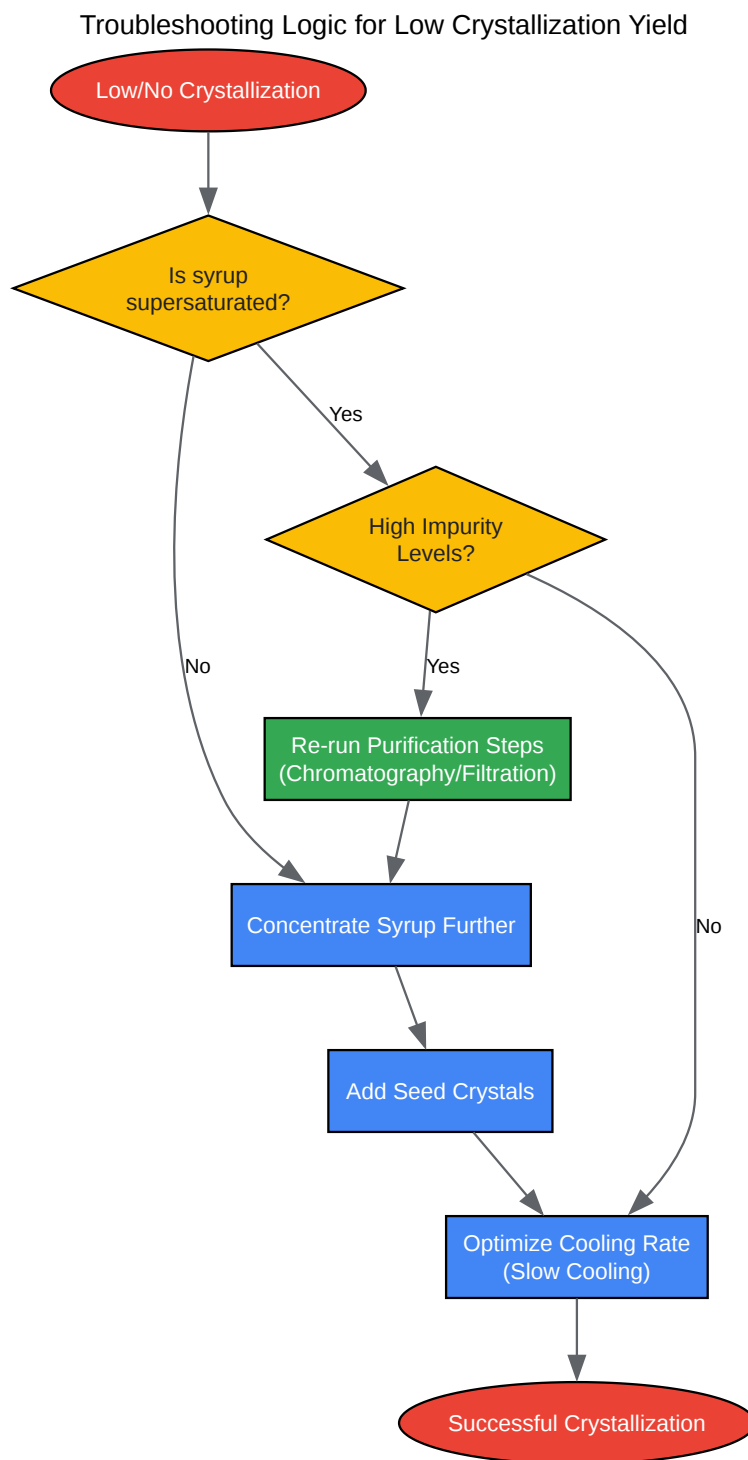 Troubleshooting Logic for Low Crystallization Yield
Low/No Crystallization
Is syrup
supersaturated?
Yes
High Impurity
Levels?
No
Yes
Re-run Purification Steps
(Chromatography/Filtration)
Concentrate Syrup Further
No
Add Seed Crystals
Optimize Cooling Rate
(Slow Cooling)
Successful Crystallization